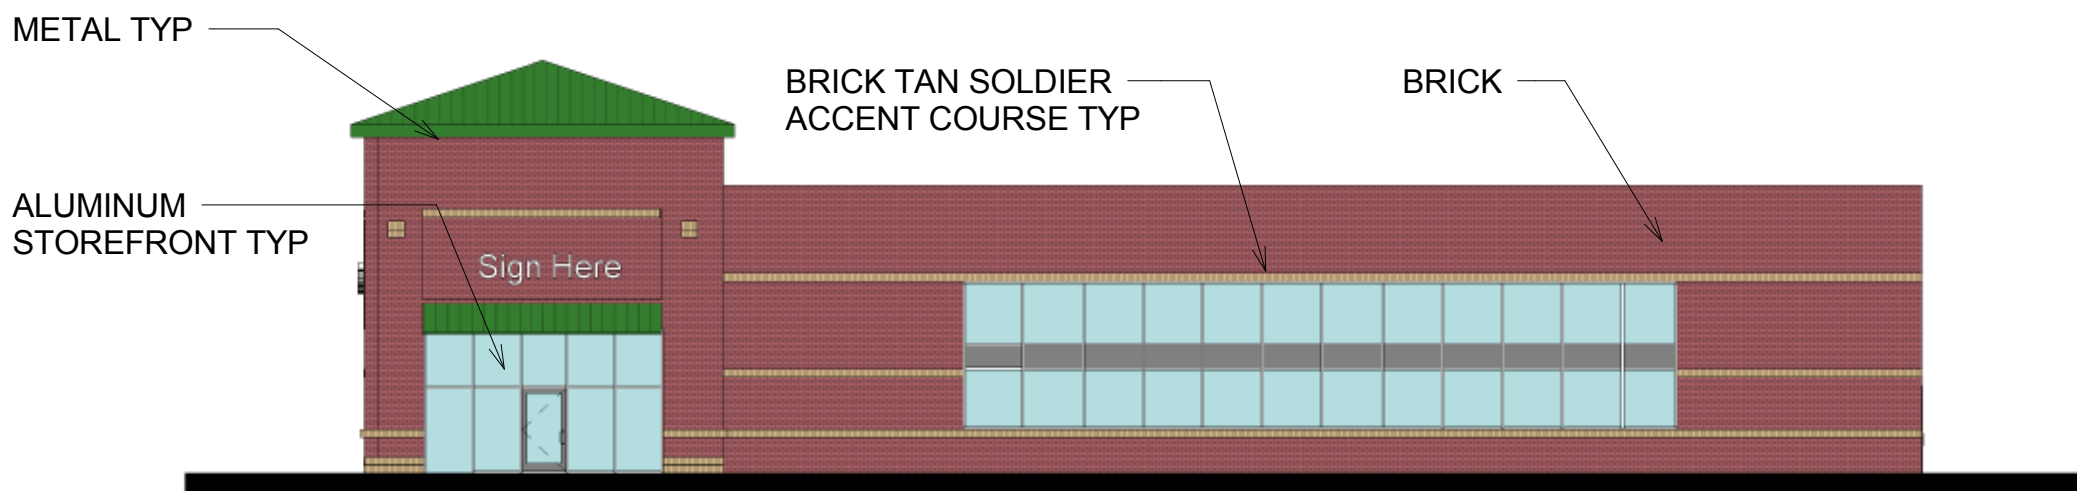 METAL TYP
BRICK TAN SOLDIER
ACCENT COURSE TYP
BRICK
ALUMINUM
STOREFRONT TYP
Sign Here